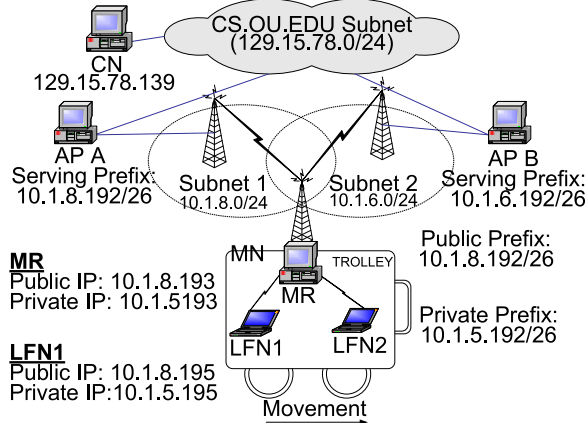 CS.OU.EDU Subnet
(129.15.78.0/24)
CN
129.15.78.139
AP A
Serving Prefix:
10.1.8.192/26
Subnet 1
10.1.8.0/24
Subnet 2
10.1.6.0/24
AP B
Serving Prefix:
10.1.6.192/26
Public Prefix:
10.1.8.192/26
MN
TROLLEY
MR
MR
Public IP: 10.1.8.193
Private IP: 10.1.5193
Private Prefix:
10.1.5.192/26
LFN1
LFN2
LFN1
Public IP: 10.1.8.195
Private IP:10.1.5.195
Movement